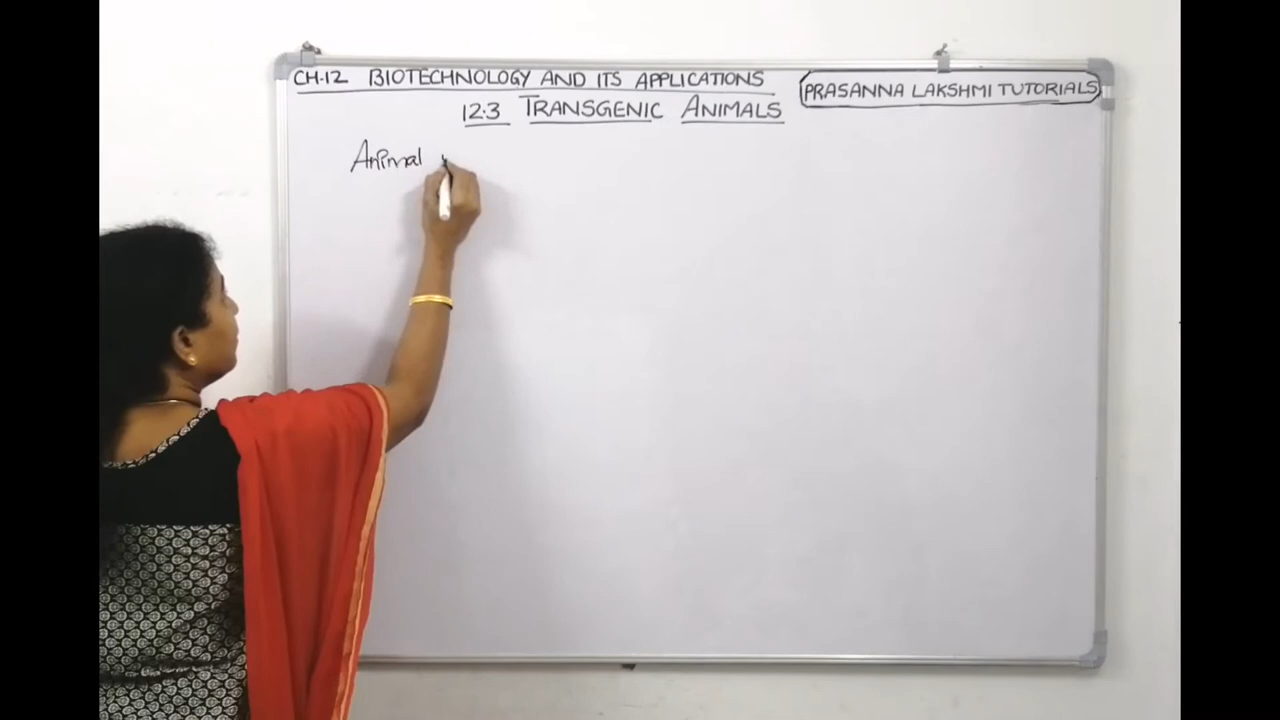 CH.12 BIOTECHNOLOGY AND ITS APPLICATIONS
PRASANNA LAKSHMI TUTORIALS
12.3 TRANSGENIC ANIMALS
Animal